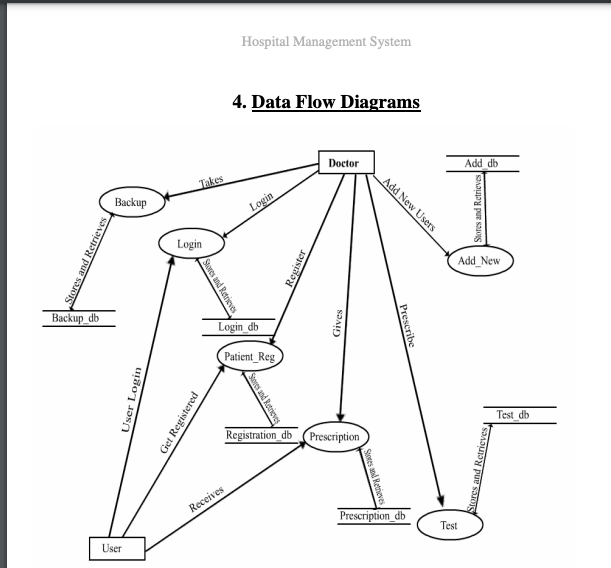 Hospital Management System
4. Data Flow Diagrams
Doctor
Add_db
Takes
Login
Add New Users
Stores and Retrieves
Backup
Stores and Retrieves
Login
Stores and Retrieves
Register
Add_New
Backup_db
Login_db
Gives
Prescribe
Patient_Reg
User Login
Get Registered
Stores and Retrieves
Test_db
Registration_db
Prescription
Stores and Retrieves
Stores and Retrieves
Receives
Prescription_db
Test
User